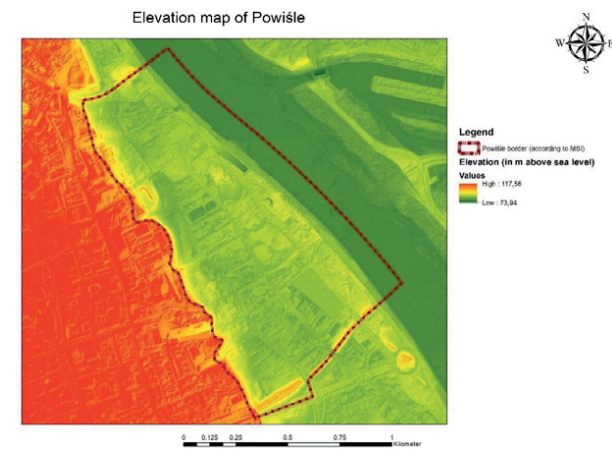 Elevation map of Powiśle
N
W E
S
Legend
Powiśle border (according to MSI)
Elevation (in m above sea level)
Values
High : 117,56
Low : 73,94
0 0.125 0.25 0.5 0.75 1
Kilometer